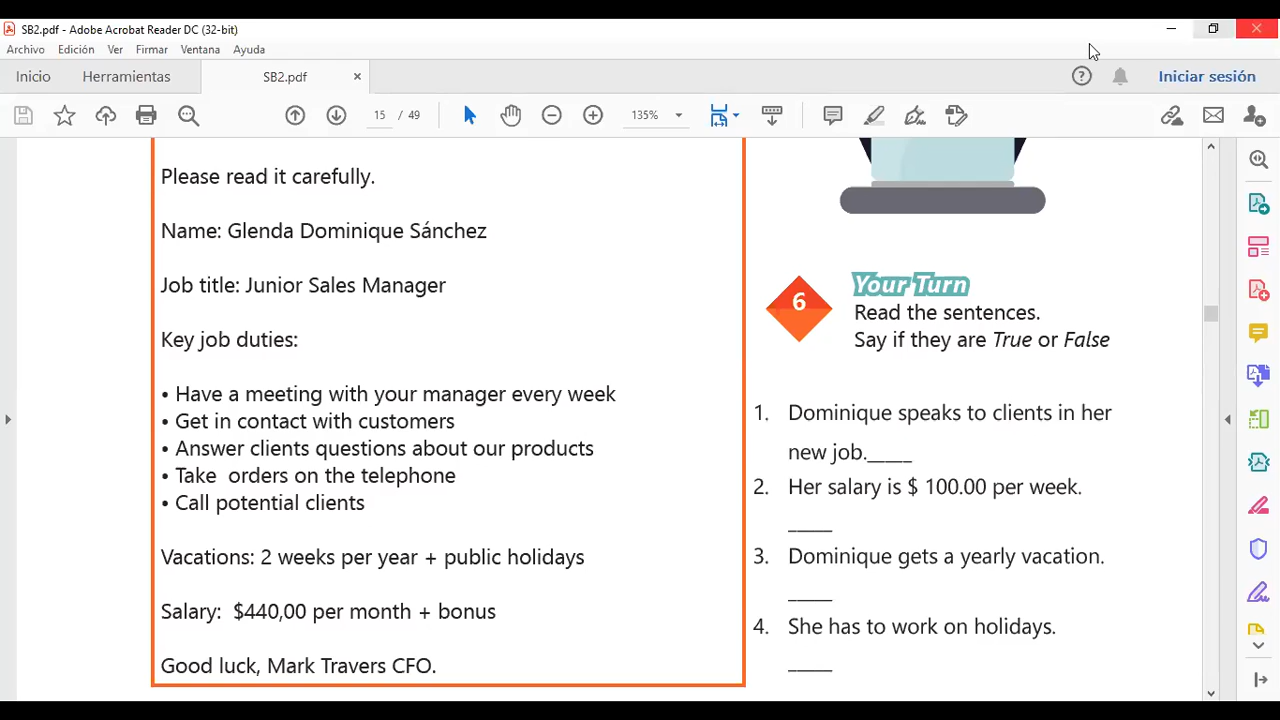 SB2.pdf - Adobe Acrobat Reader DC (32-bit)
Archivo Edición Ver Firmar Ventana Ayuda
Inicio Herramientas SB2.pdf × Iniciar sesión
15 / 49 135%
Please read it carefully.
Name: Glenda Dominique Sánchez
Job title: Junior Sales Manager
Key job duties:
• Have a meeting with your manager every week
• Get in contact with customers
• Answer clients questions about our products
• Take orders on the telephone
• Call potential clients
Vacations: 2 weeks per year + public holidays
Salary: $440,00 per month + bonus
Good luck, Mark Travers CFO.
6
Your Turn
Read the sentences.
Say if they are True or False
1. Dominique speaks to clients in her
new job._____
2. Her salary is $ 100.00 per week.
_____
3. Dominique gets a yearly vacation.
_____
4. She has to work on holidays.
_____